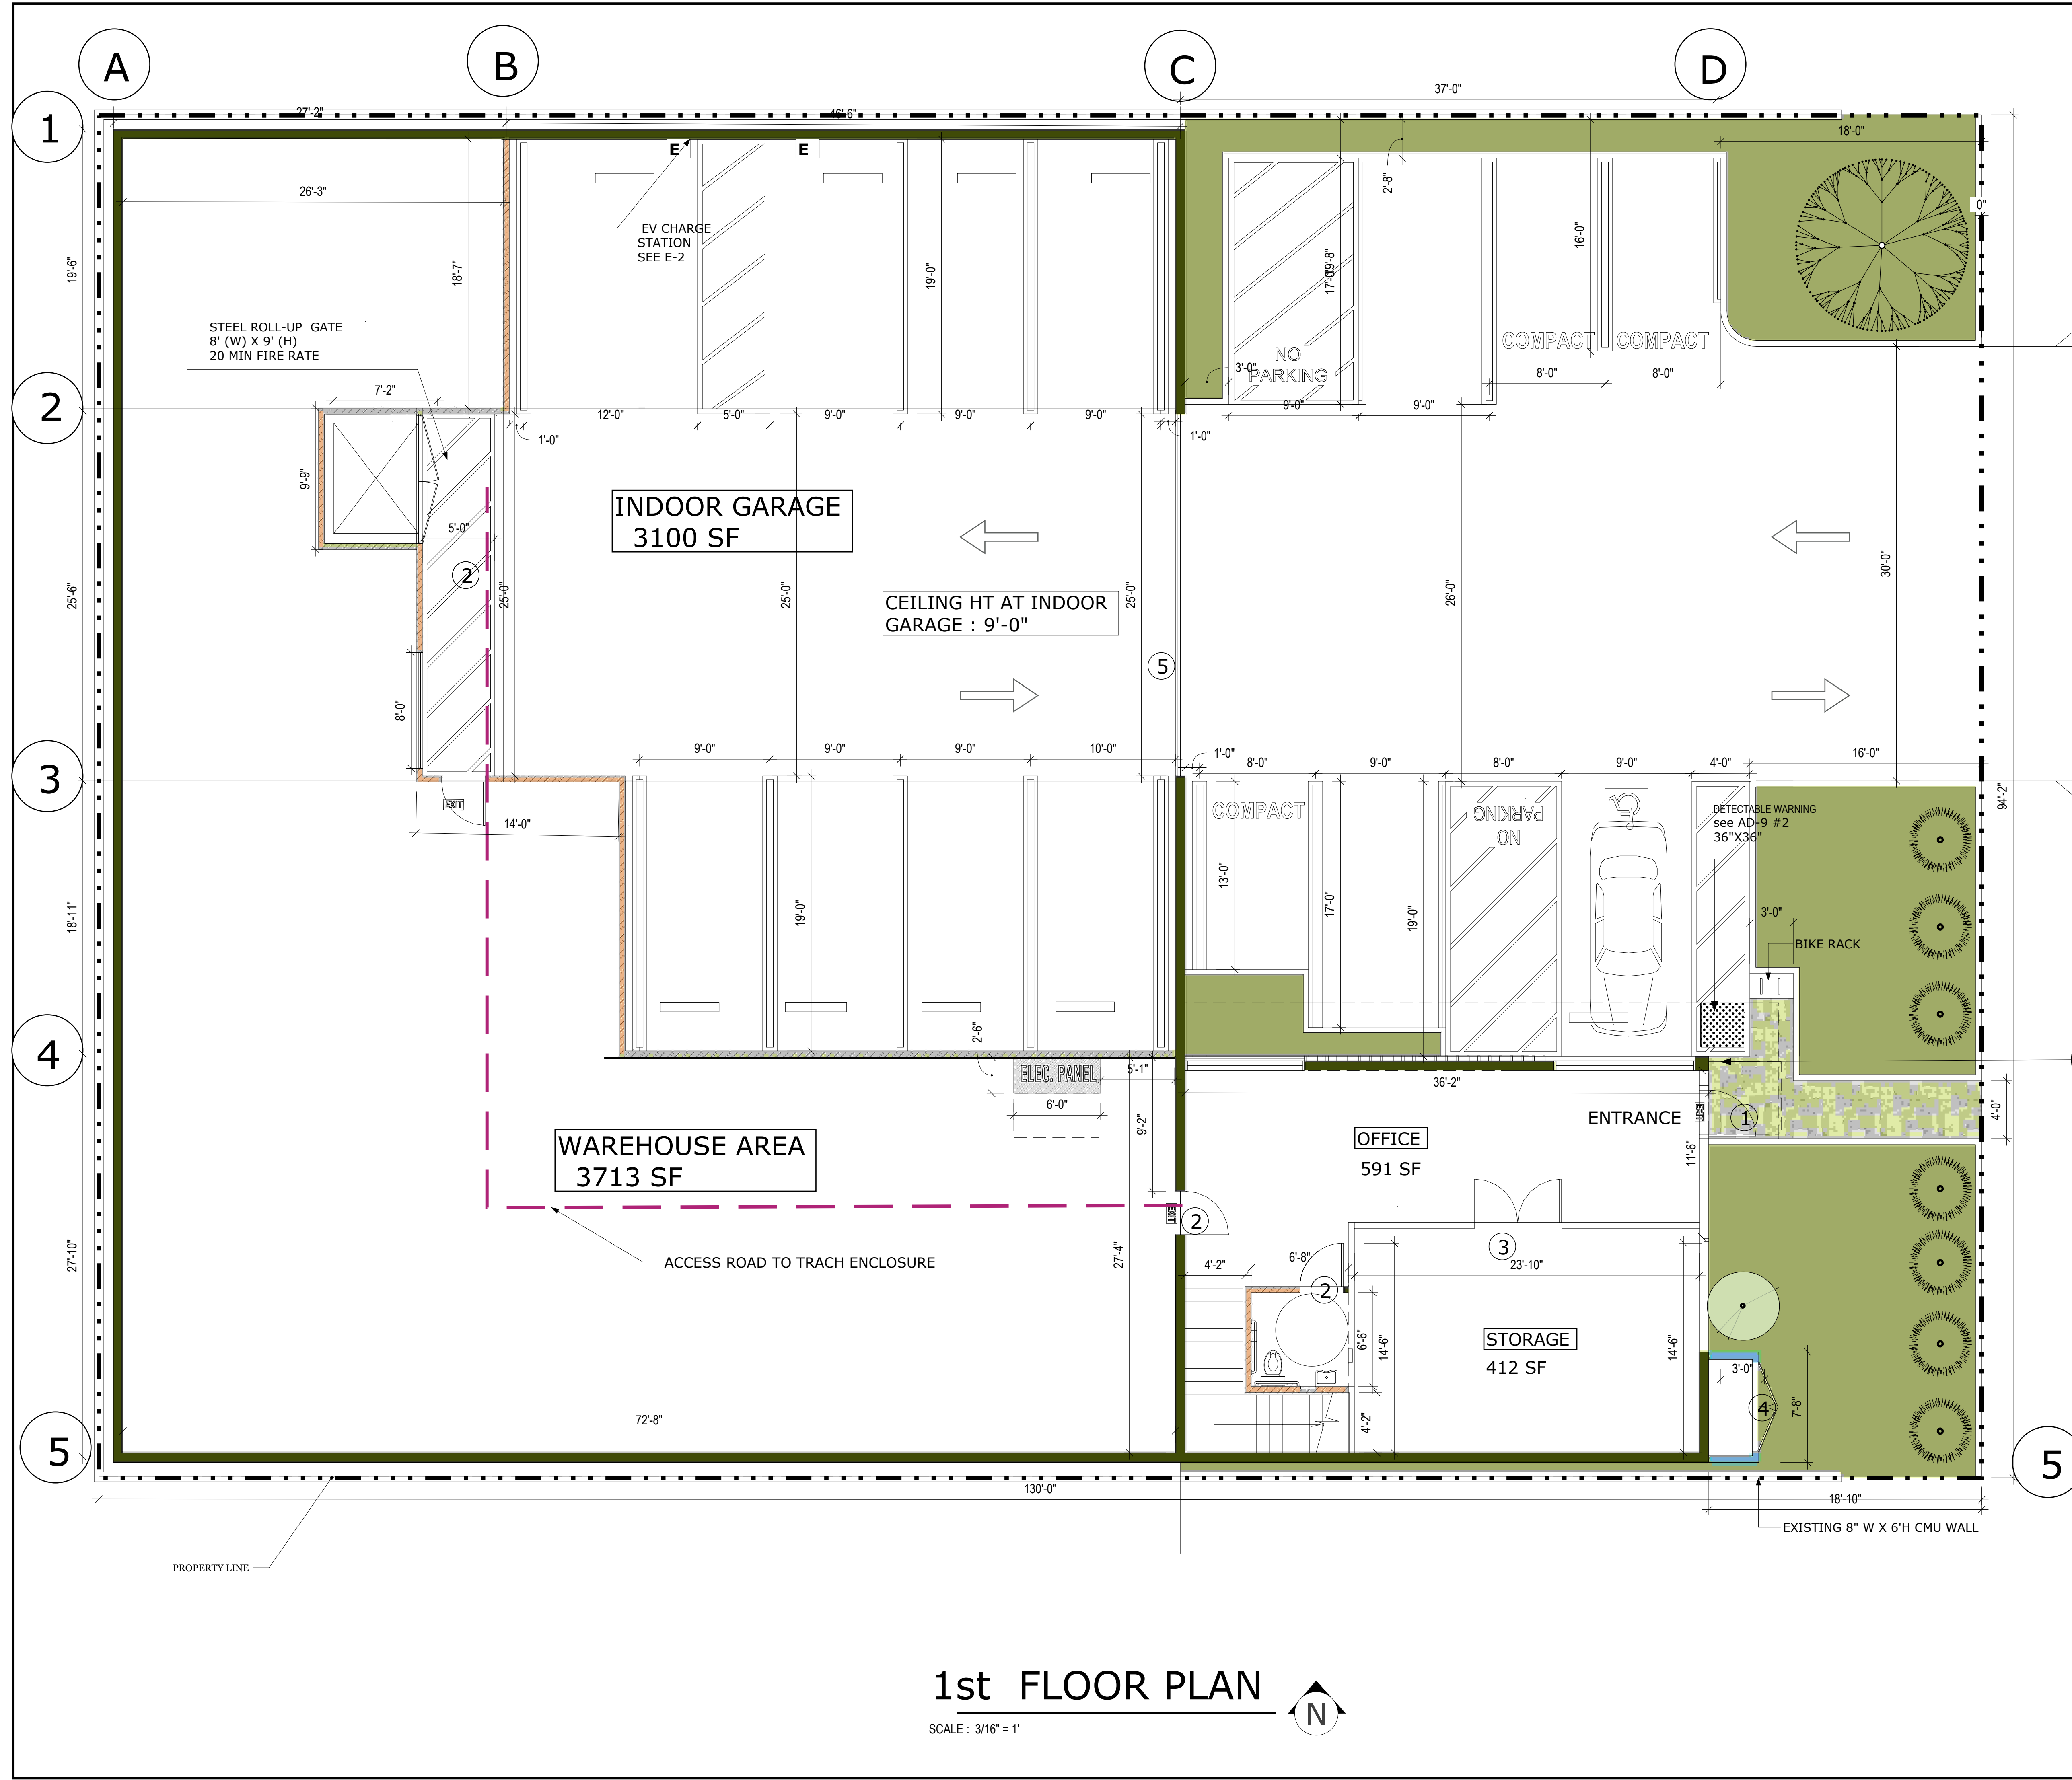 A
B
C
D
1
37'-0"
27'-2"
46'-6"
18'-0"
E
E
26'-3"
2'-8"
0"
EV CHARGE
STATION
SEE E-2
16'-0"
19'-6"
18'-7"
19'-0"
19'-8"
17'-0"
STEEL ROLL-UP GATE
8' (W) X 9' (H)
20 MIN FIRE RATE
COMPACT
COMPACT
NO
PARKING
3'-0"
8'-0"
8'-0"
2
7'-2"
12'-0"
5'-0"
9'-0"
9'-0"
9'-0"
9'-0"
9'-0"
1'-0"
1'-0"
9'-9"
INDOOR GARAGE
3100 SF
5'-0"
2
30'-0"
25'-6"
25'-0"
25'-0"
25'-0"
26'-0"
CEILING HT AT INDOOR
GARAGE : 9'-0"
5
8'-0"
3
9'-0"
9'-0"
9'-0"
10'-0"
1'-0"
8'-0"
9'-0"
8'-0"
9'-0"
4'-0"
16'-0"
94'-2"
EXIT
14'-0"
COMPACT
NO
PARKING
DETECTABLE WARNING
see AD-9 #2
36"X36"
13'-0"
18'-11"
19'-0"
17'-0"
19'-0"
3'-0"
BIKE RACK
4
2'-6"
ELEC. PANEL
5'-1"
36'-2"
6'-0"
9'-2"
EXIT
1
4'-0"
ENTRANCE
WAREHOUSE AREA
3713 SF
OFFICE
591 SF
11'-6"
EXIT
2
3
27'-10"
27'-4"
ACCESS ROAD TO TRACH ENCLOSURE
4'-2"
6'-8"
23'-10"
2
6'-6"
14'-6"
14'-6"
STORAGE
412 SF
3'-0"
4
7'-8"
72'-8"
4'-2"
5
5
130'-0"
18'-10"
EXISTING 8" W X 6'H CMU WALL
PROPERTY LINE
1st FLOOR PLAN
N
SCALE : 3/16" = 1'